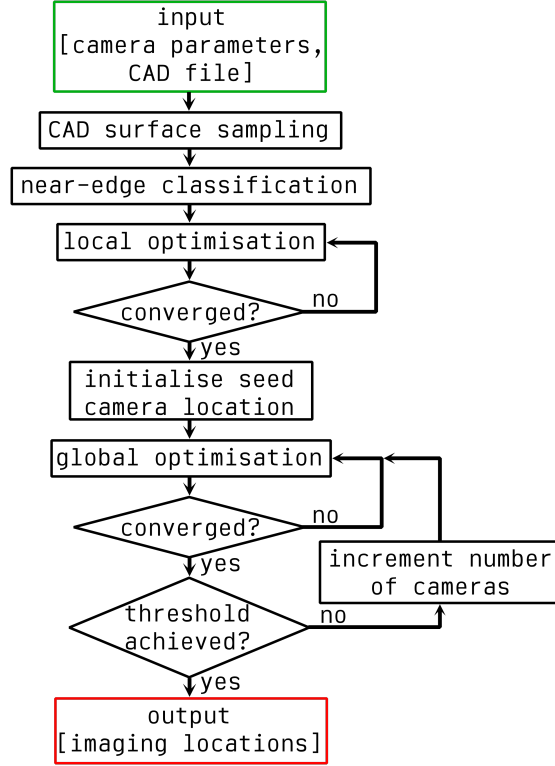 input
[camera parameters,
CAD file]
CAD surface sampling
near-edge classification
local optimisation
converged?
no
yes
initialise seed
camera location
global optimisation
converged?
no
yes
increment number
of cameras
threshold
achieved?
no
yes
output
[imaging locations]